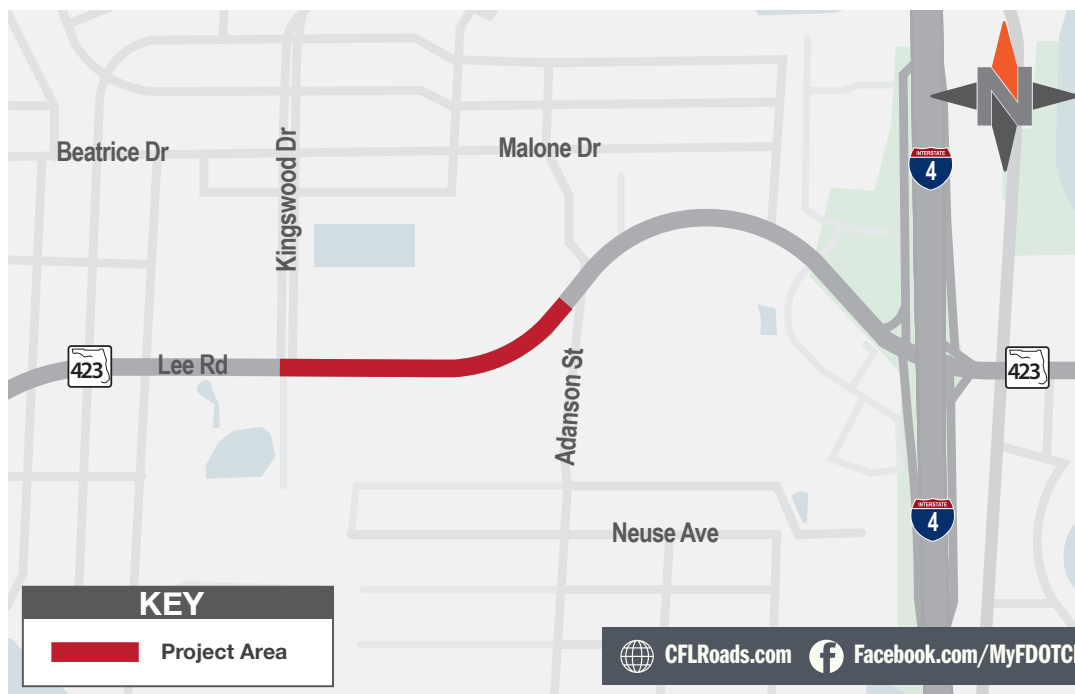 Beatrice Dr
Kingswood Dr
Malone Dr
N
INTERSTATE
4
423
Lee Rd
423
Adanson St
INTERSTATE
4
Neuse Ave
KEY
Project Area
CFLRoads.com
Facebook.com/MyFDOTC